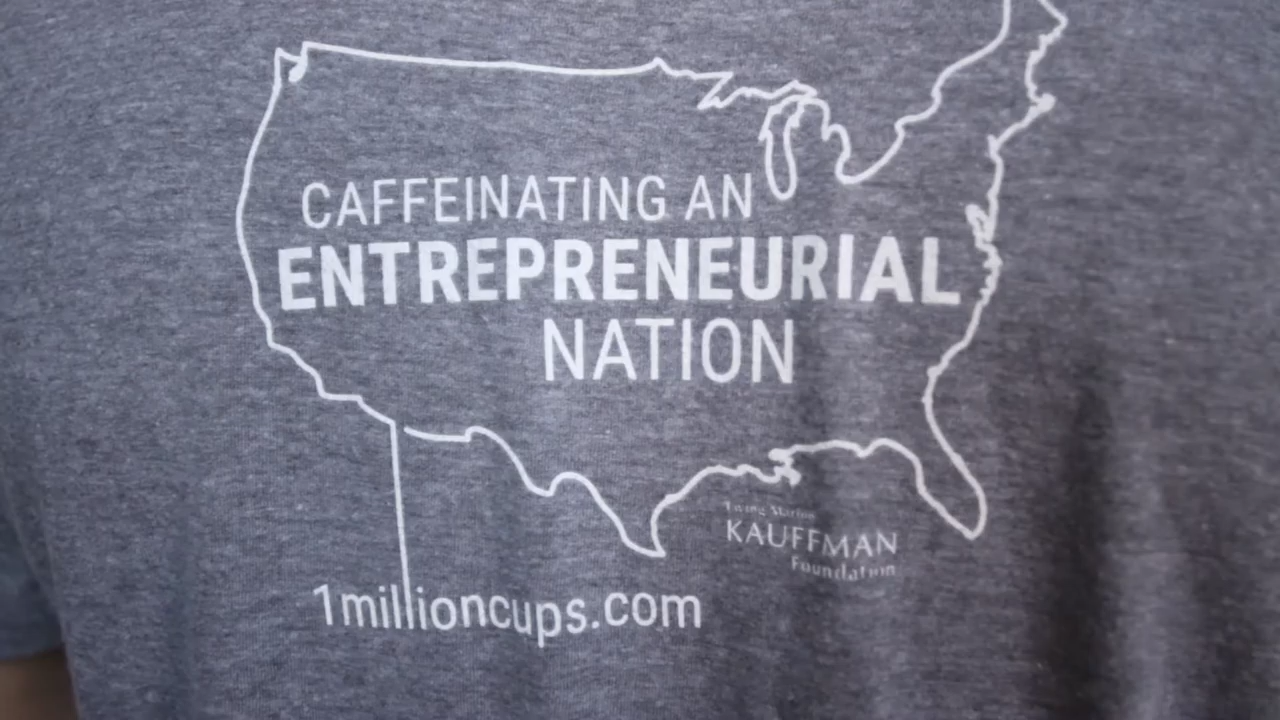 CAFFEINATING AN
ENTREPRENEURIAL
NATION
KAUFFMAN
Foundation
1millioncups.com